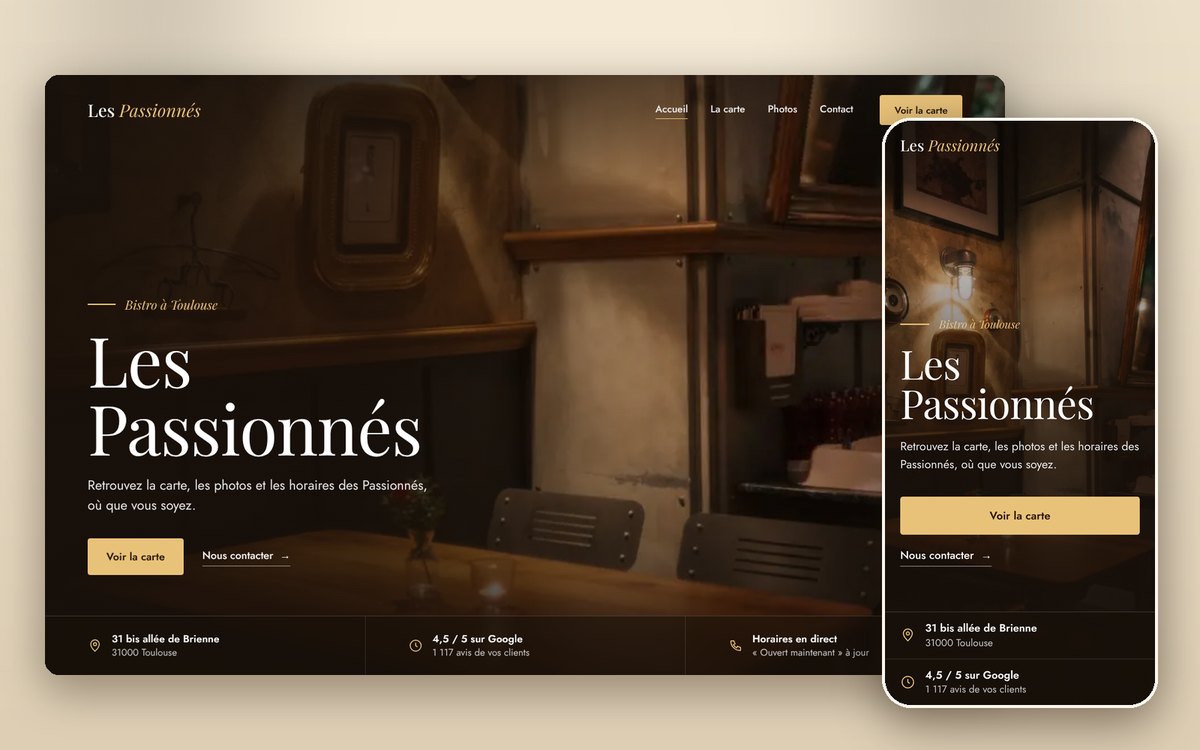 Les Passionnés
Accueil La carte Photos Contact Voir la carte
Bistro à Toulouse
Les
Passionnés
Retrouvez la carte, les photos et les horaires des Passionnés,
où que vous soyez.
Voir la carte Nous contacter →
31 bis allée de Brienne
31000 Toulouse
4,5 / 5 sur Google
1 117 avis de vos clients
Horaires en direct
« Ouvert maintenant » à jour
Les Passionnés
Bistro à Toulouse
Les
Passionnés
Retrouvez la carte, les photos et les horaires des
Passionnés, où que vous soyez.
Voir la carte
Nous contacter →
31 bis allée de Brienne
31000 Toulouse
4,5 / 5 sur Google
1 117 avis de vos clients